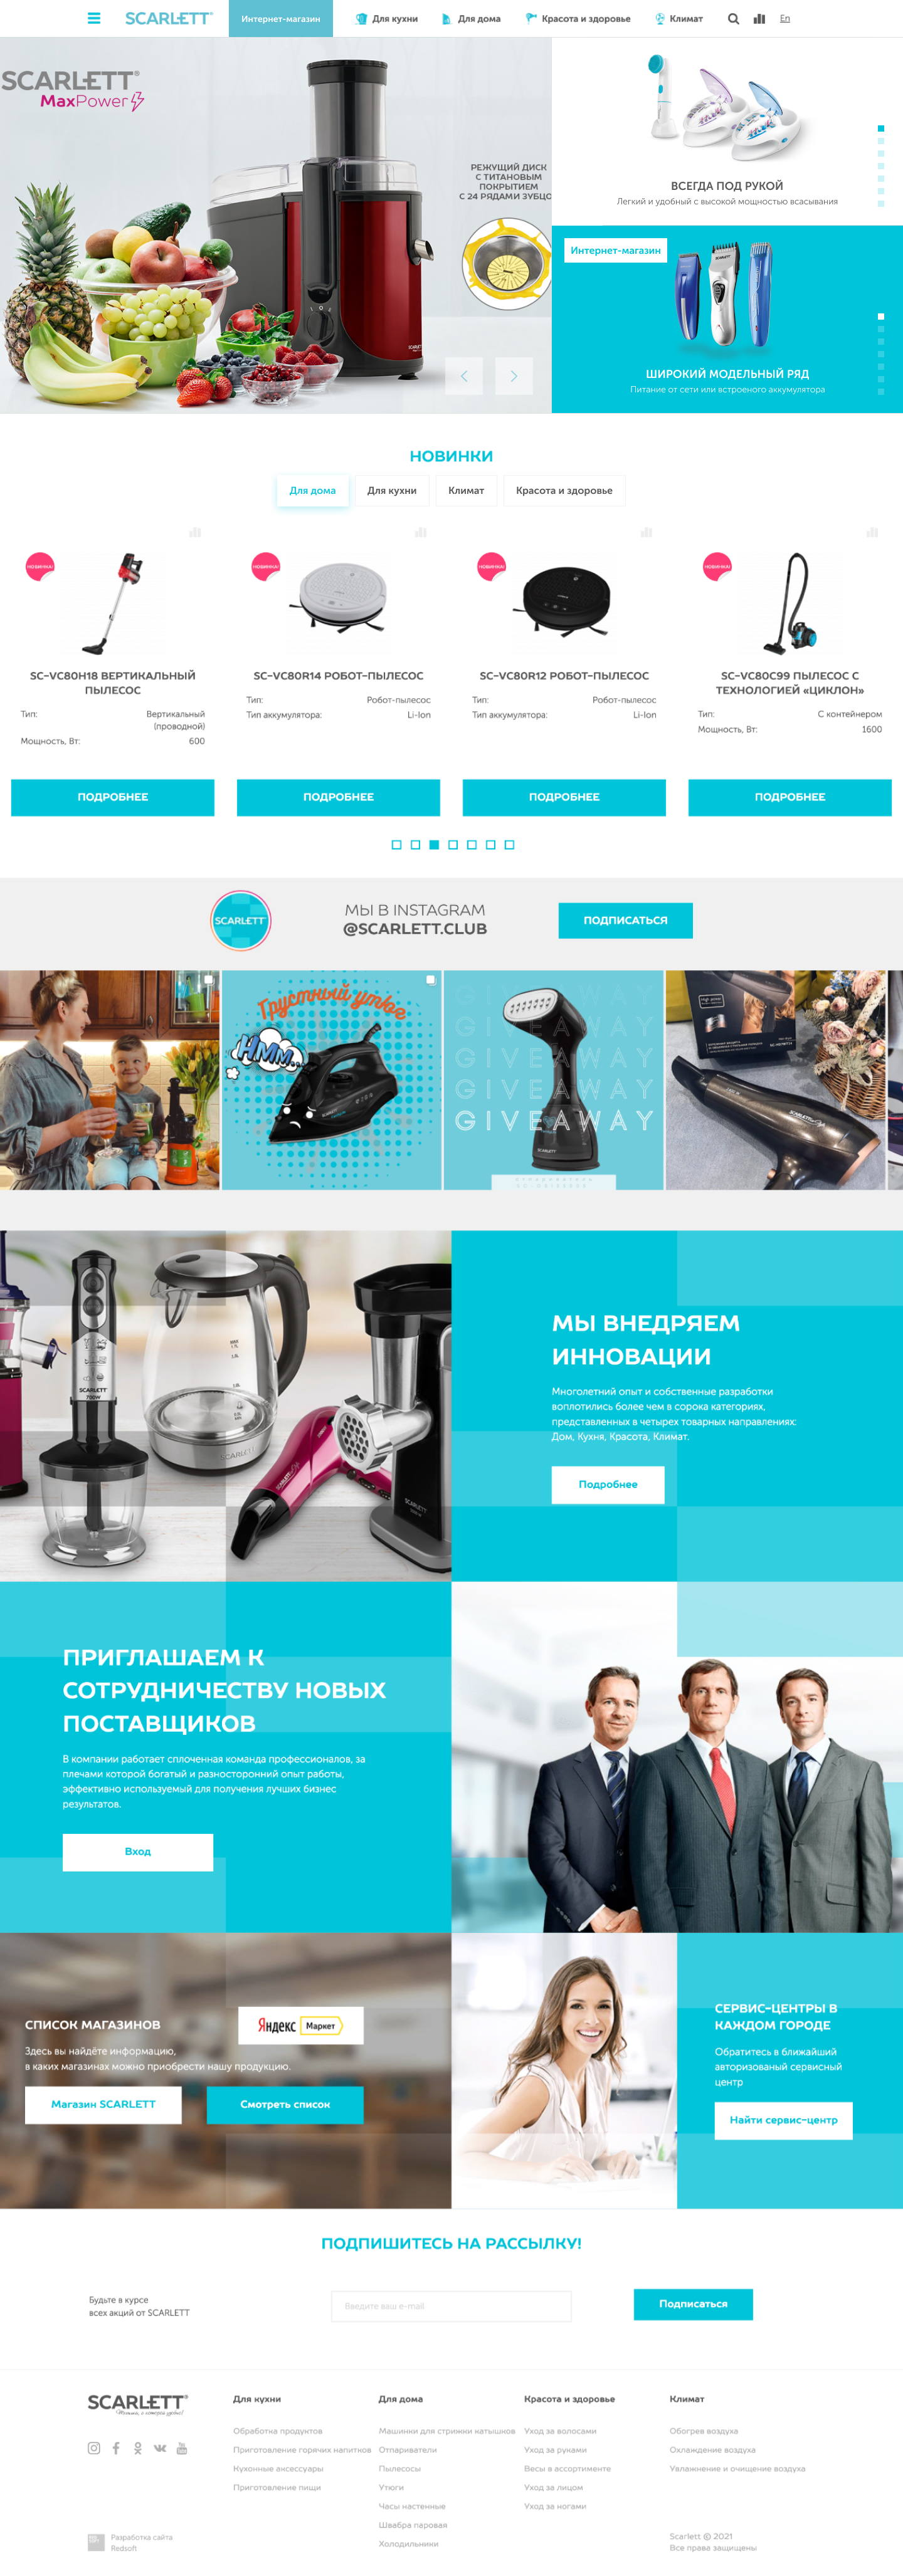 SCARLETT®
Интернет-магазин
Для кухни
Для дома
Красота и здоровье
Климат
En
SCARLETT®
MaxPower
РЕЖУЩИЙ ДИСК
С ТИТАНОВЫМ
ПОКРЫТИЕМ
С 24 РЯДАМИ ЗУБЦО
ВСЕГДА ПОД РУКОЙ
Легкий и удобный с высокой мощностью всасывания
Интернет-магазин
SCARLETT
ШИРОКИЙ МОДЕЛЬНЫЙ РЯД
Питание от сети или встроеного аккумулятора
НОВИНКИ
Для дома
Для кухни
Климат
Красота и здоровье
НОВИНКА!
НОВИНКА!
НОВИНКА!
НОВИНКА!
SC-VC80H18 ВЕРТИКАЛЬНЫЙ
ПЫЛЕСОС
Тип: Вертикальный
(проводной)
Мощность, Вт: 600
ПОДРОБНЕЕ
SC-VC80R14 РОБОТ-ПЫЛЕСОС
Тип: Робот-пылесос
Тип аккумулятора: Li-Ion
ПОДРОБНЕЕ
SC-VC80R12 РОБОТ-ПЫЛЕСОС
Тип: Робот-пылесос
Тип аккумулятора: Li-Ion
ПОДРОБНЕЕ
SC-VC80C99 ПЫЛЕСОС С
ТЕХНОЛОГИЕЙ «ЦИКЛОН»
Тип: С контейнером
Мощность, Вт: 1600
ПОДРОБНЕЕ
SCARLETT
МЫ В INSTAGRAM
@SCARLETT.CLUB
ПОДПИСАТЬСЯ
Грустный утюг
НММ...
GIVEAWAY
GIVEAWAY
GIVEAWAY
GIVEAWAY
GIVEAWAY
SCARLETT
SCARLETT
SCARLETT
700W
SCARLETT
SCARLETT
SCARLETT
МЫ ВНЕДРЯЕМ
ИННОВАЦИИ
Многолетний опыт и собственные разработки
воплотились более чем в сорока категориях,
представленных в четырех товарных направлениях:
Дом, Кухня, Красота, Климат.
Подробнее
ПРИГЛАШАЕМ К
СОТРУДНИЧЕСТВУ НОВЫХ
ПОСТАВЩИКОВ
В компании работает сплоченная команда профессионалов, за
плечами которой богатый и разносторонний опыт работы,
эффективно используемый для получения лучших бизнес
результатов.
Вход
СПИСОК МАГАЗИНОВ
Яндекс Маркет
Здесь вы найдёте информацию,
в каких магазинах можно приобрести нашу продукцию.
Магазин SCARLETT
Смотреть список
СЕРВИС-ЦЕНТРЫ В
КАЖДОМ ГОРОДЕ
Обратитесь в ближайший
авторизованый сервисный
центр
Найти сервис-центр
ПОДПИШИТЕСЬ НА РАССЫЛКУ!
Будьте в курсе
всех акций от SCARLETT
Введите ваш e-mail
Подписаться
SCARLETT®
Для кухни
Обработка продуктов
Приготовление горячих напитков
Кухонные аксессуары
Приготовление пищи
Для дома
Машинки для стрижки катышков
Отпариватели
Пылесосы
Утюги
Часы настенные
Швабра паровая
Холодильники
Красота и здоровье
Уход за волосами
Уход за руками
Весы в ассортименте
Уход за лицом
Уход за ногами
Климат
Обогрев воздуха
Охлаждение воздуха
Увлажнение и очищение воздуха
Разработка сайта
Redsoft
Scarlett © 2021
Все права защищены